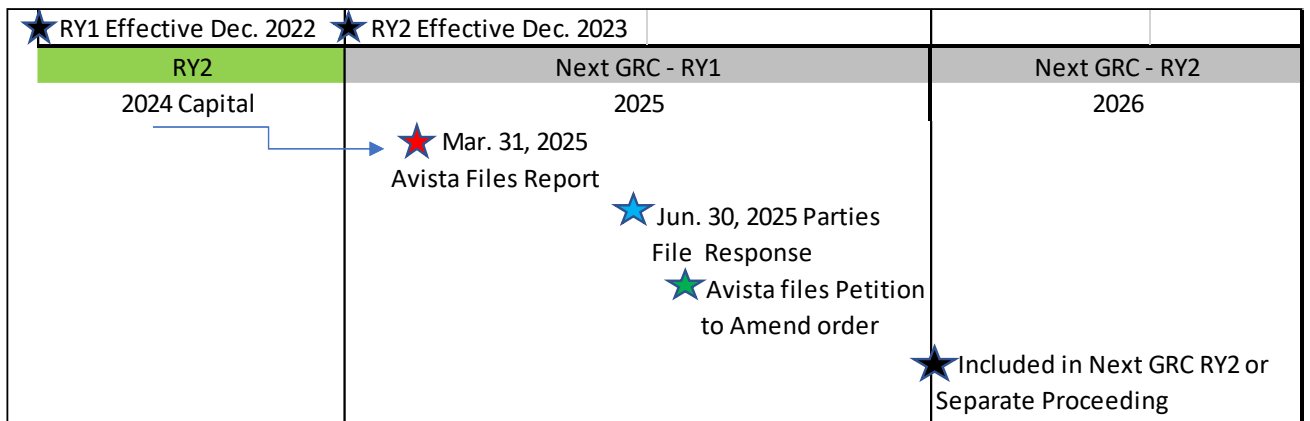 RY1 Effective Dec. 2022 RY2 Effective Dec. 2023
RY2 Next GRC - RY1 Next GRC - RY2
2024 Capital 2025 2026
Mar. 31, 2025
Avista Files Report
Jun. 30, 2025 Parties
File Response
Avista files Petition
to Amend order
Included in Next GRC RY2 or
Separate Proceeding